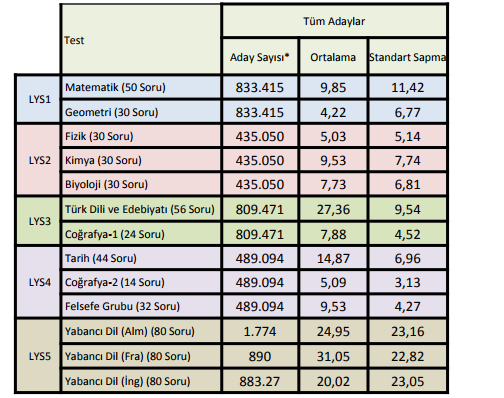 Tüm Adaylar
Test Aday Sayısı* Ortalama Standart Sapma
LYS1 Matematik (50 Soru) 833.415 9,85 11,42
Geometri (30 Soru) 833.415 4,22 6,77
LYS2 Fizik (30 Soru) 435.050 5,03 5,14
Kimya (30 Soru) 435.050 9,53 7,74
Biyoloji (30 Soru) 435.050 7,73 6,81
LYS3 Türk Dili ve Edebiyatı (56 Soru) 809.471 27,36 9,54
Coğrafya-1 (24 Soru) 809.471 7,88 4,52
LYS4 Tarih (44 Soru) 489.094 14,87 6,96
Coğrafya-2 (14 Soru) 489.094 5,09 3,13
Felsefe Grubu (32 Soru) 489.094 9,53 4,27
LYS5 Yabancı Dil (Alm) (80 Soru) 1.774 24,95 23,16
Yabancı Dil (Fra) (80 Soru) 890 31,05 22,82
Yabancı Dil (İng) (80 Soru) 883.27 20,02 23,05